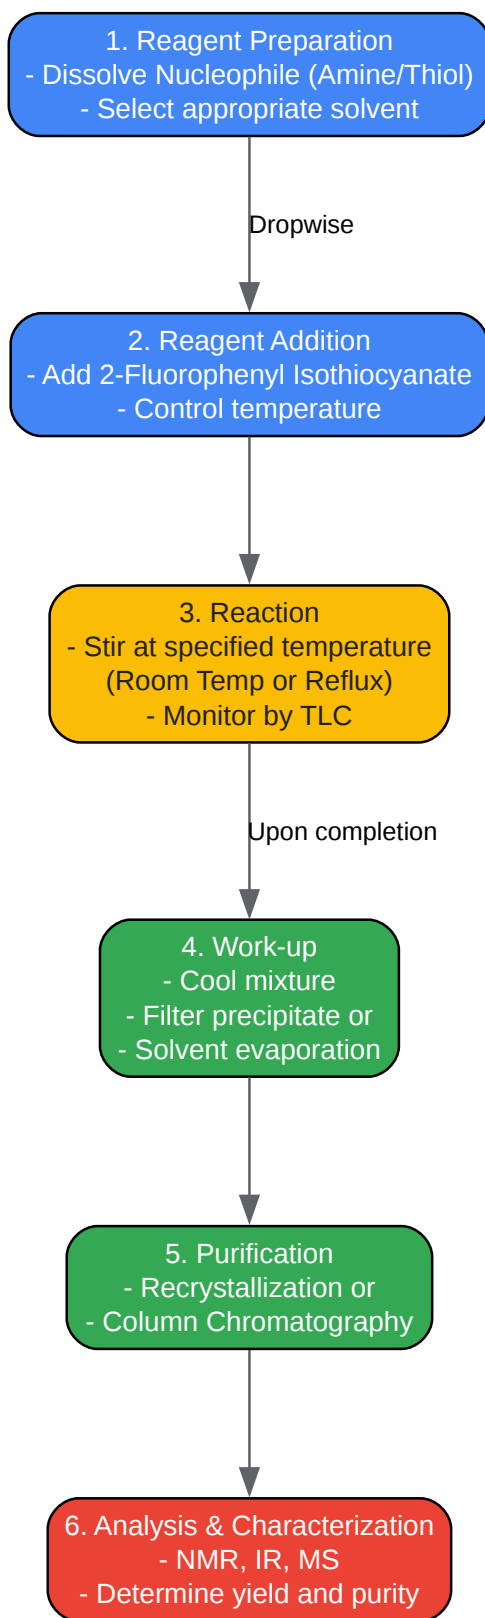 1. Reagent Preparation
- Dissolve Nucleophile (Amine/Thiol)
- Select appropriate solvent
Dropwise
2. Reagent Addition
- Add 2-Fluorophenyl Isothiocyanate
- Control temperature
3. Reaction
- Stir at specified temperature
(Room Temp or Reflux)
- Monitor by TLC
Upon completion
4. Work-up
- Cool mixture
- Filter precipitate or
- Solvent evaporation
5. Purification
- Recrystallization or
- Column Chromatography
6. Analysis & Characterization
- NMR, IR, MS
- Determine yield and purity